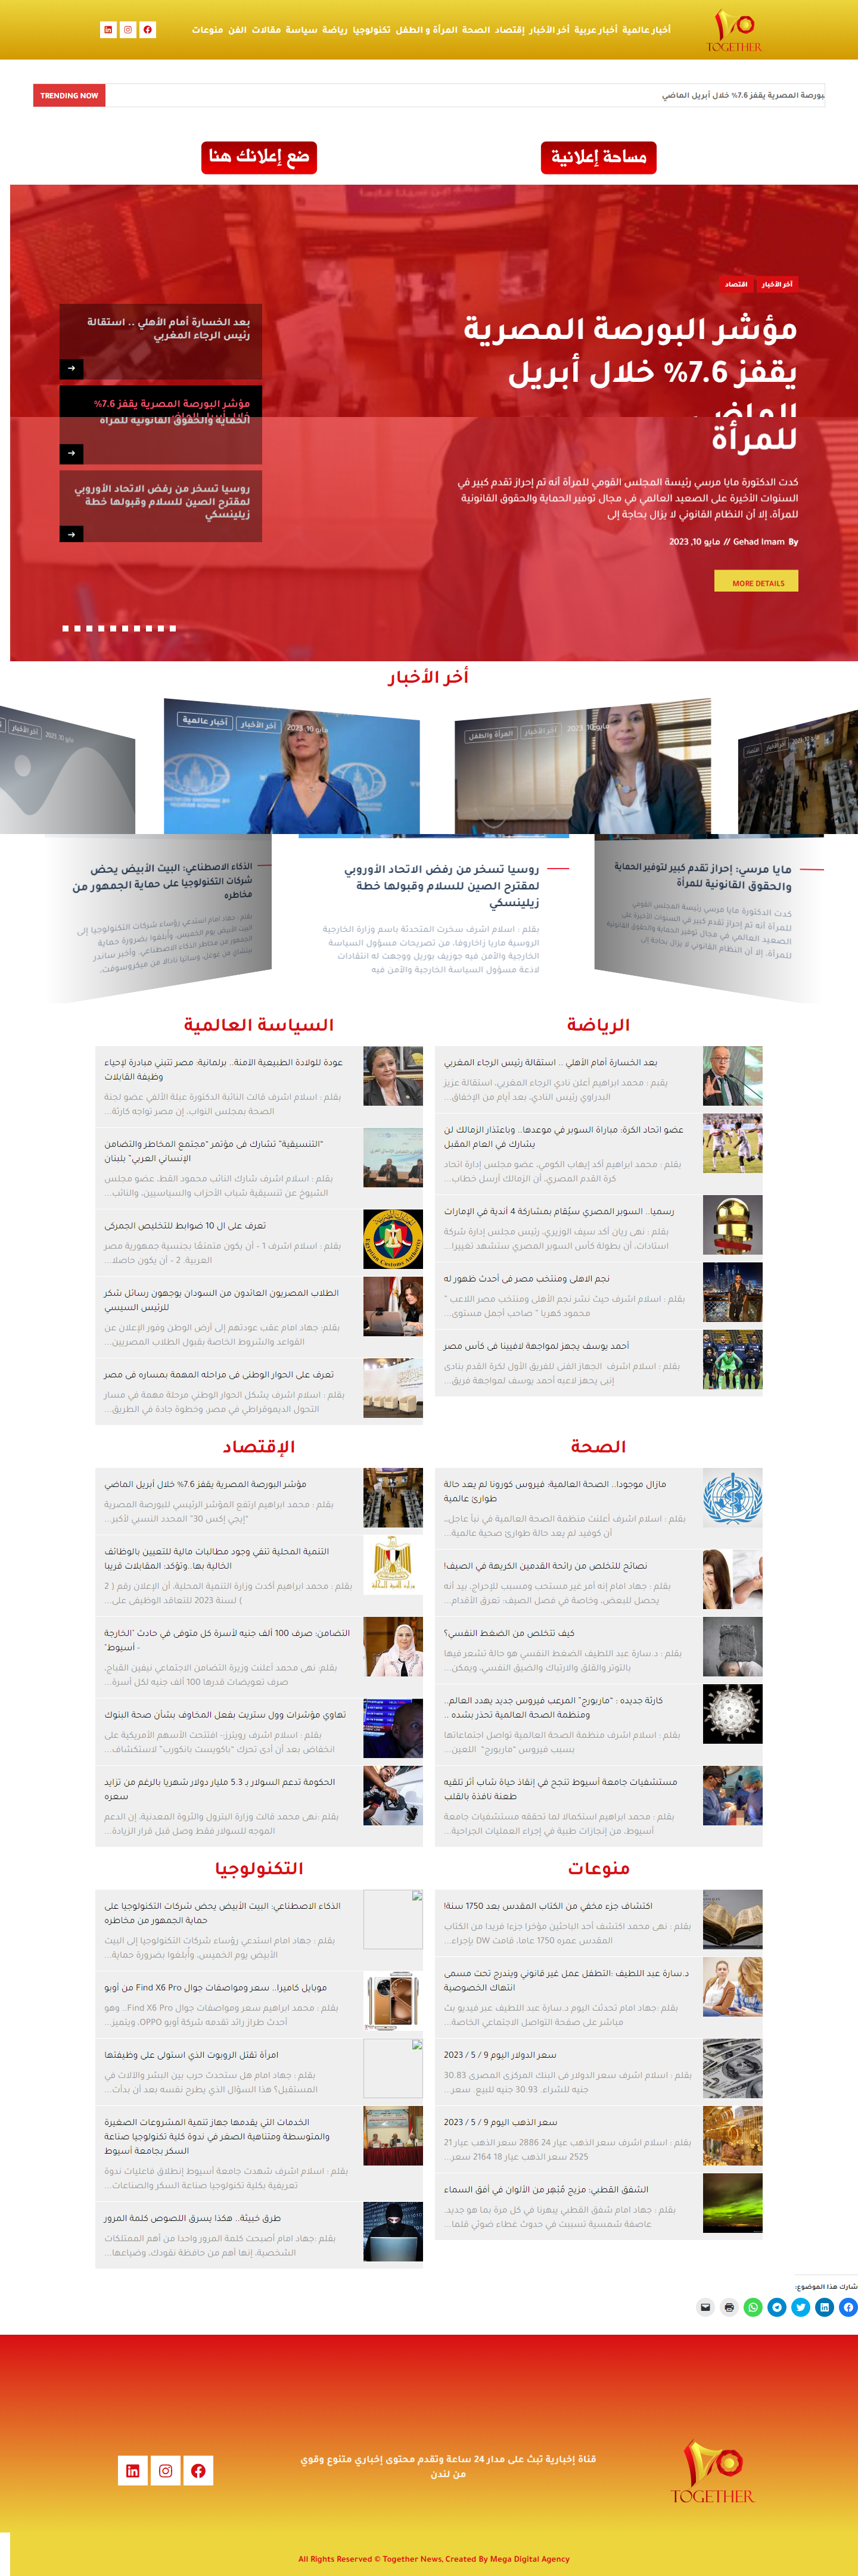 TOGETHER
أخبار عالمية أخبار عربية أخر الأخبار إقتصاد الصحة المرأة و الطفل تكنولوجيا رياضة سياسة مقالات الفن منوعات
TRENDING NOW
بورصة المصرية يقفز 7.6% خلال أبريل الماضي
مساحة إعلانية
ضع إعلانك هنا
أخر الأخبار
اقتصاد
مؤشر البورصة المصرية
يقفز 7.6% خلال أبريل
الماضي
للمرأة
كدت الدكتورة مايا مرسي رئيسة المجلس القومي للمرأة أنه تم إحراز تقدم كبير في
السنوات الأخيرة على الصعيد العالمي في مجال توفير الحماية والحقوق القانونية
للمرأة، إلا أن النظام القانوني لا يزال بحاجة إلى
By Gehad Imam // مايو 10, 2023
MORE DETAILS
بعد الخسارة أمام الأهلي .. استقالة
رئيس الرجاء المغربي
مؤشر البورصة المصرية يقفز 7.6%
خلال أبريل الماضي
الحماية والحقوق القانونية للمرأة
روسيا تسخر من رفض الاتحاد الأوروبي
لمقترح الصين للسلام وقبولها خطة
زيلينسكي
أخر الأخبار
مايو 10, 2023 أخر الأخبار اقتصاد
مايو 10, 2023 أخر الأخبار المرأة والطفل
مايو 10, 2023 أخر الأخبار أخبار عالمية
مايو 10, 2023 أخر الأخبار
مايا مرسي: إحراز تقدم كبير لتوفير الحماية
والحقوق القانونية للمرأة
كدت الدكتورة مايا مرسي رئيسة المجلس القومي
للمرأة أنه تم إحراز تقدم كبير في السنوات الأخيرة على
الصعيد العالمي في مجال توفير الحماية والحقوق القانونية
للمرأة، إلا أن النظام القانوني لا يزال بحاجة إلى
روسيا تسخر من رفض الاتحاد الأوروبي
لمقترح الصين للسلام وقبولها خطة
زيلينسكي
بقلم : اسلام اشرف سخرت المتحدثة باسم وزارة الخارجية
الروسية ماريا زاخاروفا، من تصريحات مسؤول السياسة
الخارجية والأمن فيه جوزيف بوريل ووجهت له انتقادات
لاذعة مسؤول السياسة الخارجية والأمن فيه
الذكاء الاصطناعي: البيت الأبيض يحض
شركات التكنولوجيا على حماية الجمهور من
مخاطره
بقلم : جهاد امام استدعي رؤساء شركات التكنولوجيا إلى
البيت الأبيض يوم الخميس، وأبلغوا بضرورة حماية
الجمهور من مخاطر الذكاء الاصطناعي. وأخبر ساندر
بيتشاي من غوغل، وساتيا نادالا من ميكروسوفت،
الرياضة
بعد الخسارة أمام الأهلي .. استقالة رئيس الرجاء المغربي
يقيم : محمد ابراهيم أعلن نادي الرجاء المغربي، استقالة عزيز
البدراوي رئيس النادي، بعد أيام من الإخفاق...
عضو اتحاد الكرة: مباراة السوبر في موعدها.. وباعتذار الزمالك لن
يشارك في العام المقبل
بقلم : محمد ابراهيم أكد إيهاب الكومي، عضو مجلس إدارة اتحاد
كرة القدم المصري، أن الزمالك أرسل خطاب...
رسميا.. السوبر المصري سيُقام بمشاركة 4 أندية في الإمارات
بقلم : نهى ريان أكد سيف الوزيري، رئيس مجلس إدارة شركة
استادات، أن بطولة كأس السوبر المصري ستشهد تغييرا...
نجم الاهلى ومنتخب مصر فى أحدث ظهور له
بقلم : اسلام اشرف حيث نشر نجم الأهلى ومنتخب مصر اللاعب "
محمود كهربا " صاحب أجمل مستوى...
أحمد يوسف يجهز لمواجهة لافيينا فى كأس مصر
بقلم : اسلام اشرف الجهاز الفنى للفريق الأول لكرة القدم بنادى
إنبي يجهز لاعبه أحمد يوسف لمواجهة فريق...
السياسة العالمية
عودة للولادة الطبيعية الآمنة.. برلمانية: مصر تتبني مبادرة لإحياء
وظيفة القابلات
بقلم : اسلام اشرف قالت النائبة الدكتورة عبلة الألفي عضو لجنة
الصحة بمجلس النواب، إن مصر تواجه كارثة...
"التنسيقية" تشارك فى مؤتمر "مجتمع المخاطر والتضامن
الإنساني العربي" بلبنان
بقلم : اسلام اشرف شارك النائب محمود القط، عضو مجلس
الشيوخ عن تنسيقية شباب الأحزاب والسياسيين، والنائب...
تعرف على ال 10 ضوابط للتخليص الجمركى
بقلم : اسلام اشرف 1 - أن يكون متمتعًا بجنسية جمهورية مصر
العربية. 2 - أن يكون حاصلا...
الطلاب المصريون العائدون من السودان يوجهون رسائل شكر
للرئيس السيسي
بقلم: جهاد امام عقب عودتهم إلى أرض الوطن وفور الإعلان عن
القواعد والشروط الخاصة بقبول الطلاب المصريين...
تعرف على الحوار الوطنى فى مراحله المهمة بمساره فى مصر
بقلم : اسلام اشرف يشكل الحوار الوطني مرحلة مهمة في مسار
التحول الديموقراطي في مصر، وخطوة جادة في الطريق...
الصحة
مازال موجودا.. الصحة العالمية: فيروس كورونا لم يعد حالة
طوارئ عالمية
بقلم : اسلام اشرف أعلنت منظمة الصحة العالمية في نبأ عاجل،
أن كوفيد لم يعد حالة طوارئ صحية عالمية...
نصائح للتخلص من رائحة القدمين الكريهة في الصيف!
بقلم : جهاد امام إنه أمر غير مستحب ومسبب للإحراج، بيد أنه
يحصل للبعض، وخاصة في فصل الصيف: تعرق الأقدام...
كيف تتخلص من الضغط النفسي؟
بقلم : د.سارة عبد اللطيف الضغط النفسي هو حالة تشعر فيها
بالتوتر والقلق والارتباك والضيق النفسي، ويمكن...
كارثة جديده : "ماربورج" المرعب فيروس جديد يهدد العالم..
ومنظمة الصحة العالمية تحذر بشده ..
بقلم : اسلام اشرف منظمة الصحة العالمية تواصل اجتماعاتها
بسبب فيروس "ماربورج" اللعين...
مستشفيات جامعة أسيوط تنجح في إنقاذ حياة شاب أثر تلقيه
طعنة نافذة بالقلب
بقلم : محمد ابراهيم استكمالا لما تحققه مستشفيات جامعة
أسيوط، من إنجازات طبية في إجراء العمليات الجراحية...
الإقتصاد
مؤشر البورصة المصرية يقفز 7.6% خلال أبريل الماضي
بقلم : محمد ابراهيم ارتفع المؤشر الرئيسي للبورصة المصرية
"إيجي إكس 30" المحدد النسبي لأكبر...
التنمية المحلية تنفي وجود مطالبات مالية للتعيين بالوظائف
الخالية بها..وتؤكد: المقابلات قريبا
بقلم : محمد ابراهيم أكدت وزارة التنمية المحلية، أن الإعلان رقم ( 2
) لسنة 2023 للتعاقد الوظيفى على...
التضامن: صرف 100 ألف جنيه لأسرة كل متوفى في حادث "الخارجة
- أسيوط"
بقلم: نهى محمد أعلنت وزيرة التضامن الاجتماعي نيفين القباج،
صرف تعويضات قدرها 100 ألف جنيه لكل أسرة...
تهاوي مؤشرات وول ستريت بفعل المخاوف بشأن صحة البنوك
بقلم : اسلام اشرف رويترز- افتتحت الأسهم الأمريكية على
انخفاض بعد أن أدى تحرك "باكويست بانكورب" لاستكشاف...
الحكومة تدعم السولار بـ 5.3 مليار دولار شهريا بالرغم من تزايد
سعره
بقلم :نهى محمد قالت وزارة البترول والثروة المعدنية، إن الدعم
الموجه للسولار فقط وصل قبل قرار الزيادة...
منوعات
اكتشاف جزء مخفي من الكتاب المقدس بعد 1750 سنة!
بقلم : نهى محمد اكتشف أحد الباحثين مؤخرا جزءا فريدا من الكتاب
المقدس عمره 1750 عاما، قامت DW بإجراء...
د.سارة عبد اللطيف :التطفل عمل غير قانوني ويندرج تحت مسمى
انتهاك الخصوصية
بقلم :جهاد امام تحدثت اليوم د.سارة عبد اللطيف عبر فيديو بث
مباشر على صفحة التواصل الاجتماعي الخاصة...
سعر الدولار اليوم 9 / 5 / 2023
بقلم : اسلام اشرف سعر الدولار فى البنك المركزى المصرى 30.83
جنيه للشراء. 30.93 جنيه للبيع. سعر...
سعر الذهب اليوم 9 / 5 / 2023
بقلم : اسلام اشرف سعر الذهب عيار 24 2886 سعر الذهب عيار 21
2525 سعر الذهب عيار 18 2164 سعر...
الشفق القطبي: مزيج مُبَهِر من الألوان في أفق السماء
بقلم : جهاد امام شفق القطبي يبهرنا في كل مرة بما هو جديد.
عاصفة شمسية تسببت في حدوث غطاء ضوئي قلما...
التكنولوجيا
الذكاء الاصطناعي: البيت الأبيض يحض شركات التكنولوجيا على
حماية الجمهور من مخاطره
بقلم : جهاد امام استدعي رؤساء شركات التكنولوجيا إلى البيت
الأبيض يوم الخميس، وأُبلغوا بضرورة حماية...
موبايل كاميرا.. سعر ومواصفات جوال Find X6 Pro من أوبو
بقلم : محمد ابراهيم سعر ومواصفات جوال Find X6 Pro.. وهو
أحدث طراز رائد تقدمه شركة أوبو OPPO، ويتميز...
امرأة تقتل الروبوت الذي استولى على وظيفتها
بقلم : جهاد امام هل ستحدث حرب بين البشر والآلات في
المستقبل؟ هذا السؤال الذي يطرح نفسه بعد أن بدأت...
الخدمات التي يقدمها جهاز تنمية المشروعات الصغيرة
والمتوسطة ومتناهية الصغر في ندوة كلية تكنولوجيا صناعة
السكر بجامعة أسيوط
بقلم : اسلام اشرف شهدت جامعة أسيوط إنطلاق فاعليات ندوة
تعريفية بكلية تكنولوجيا صناعة السكر والصناعات...
طرق خبيثة.. هكذا يسرق اللصوص كلمة المرور
بقلم :جهاد امام أصبحت كلمة المرور واحدا من أهم الممتلكات
الشخصية، إنها أهم من حافظة نقودك، وضياعها...
شارك هذا الموضوع:
TOGETHER
قناة إخبارية تبث على مدار 24 ساعة وتقدم محتوى إخباري متنوع وقوي
من لندن
All Rights Reserved © Together News, Created By Mega Digital Agency